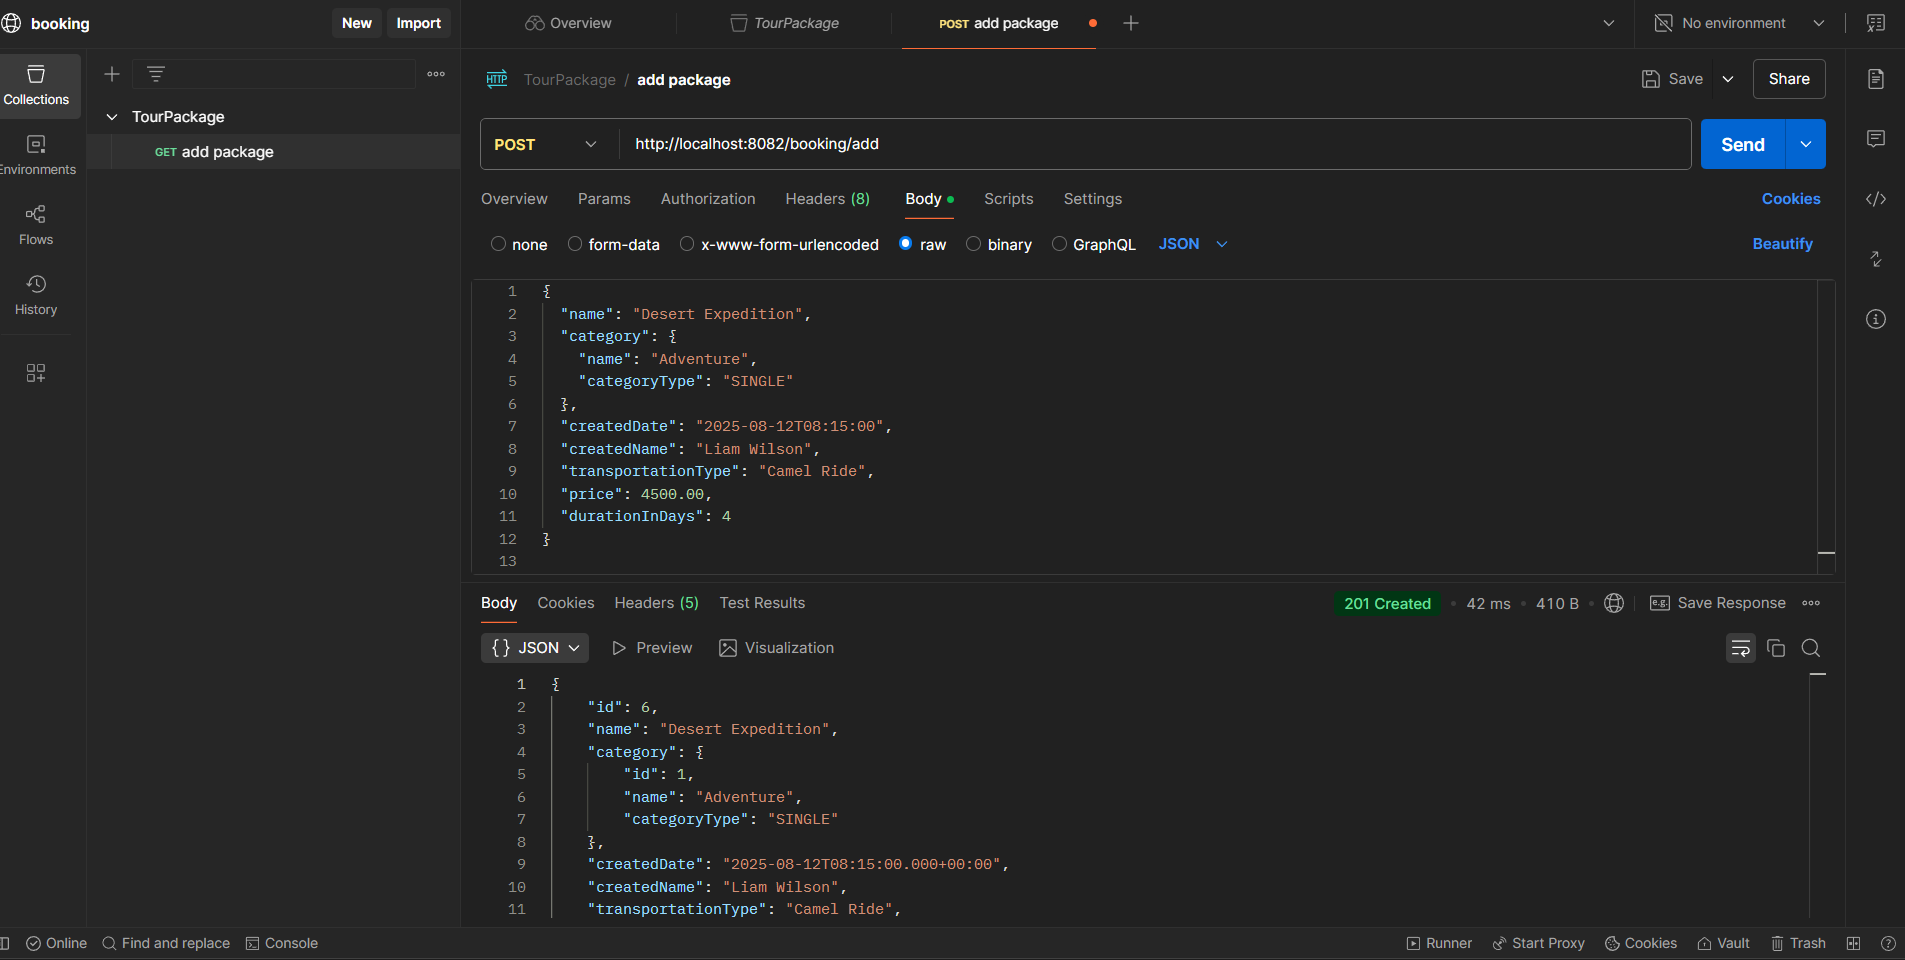 booking
New
Import
Overview
TourPackage
POST add package
No environment
Collections
Environments
Flows
History
TourPackage
GET add package
HTTP TourPackage / add package
Save
Share
POST
http://localhost:8082/booking/add
Send
Overview
Params
Authorization
Headers (8)
Body
Scripts
Settings
Cookies
none
form-data
x-www-form-urlencoded
raw
binary
GraphQL
JSON
Beautify
1 {
2 "name": "Desert Expedition",
3 "category": {
4 "name": "Adventure",
5 "categoryType": "SINGLE"
6 },
7 "createdDate": "2025-08-12T08:15:00",
8 "createdName": "Liam Wilson",
9 "transportationType": "Camel Ride",
10 "price": 4500.00,
11 "durationInDays": 4
12 }
13
Body
Cookies
Headers (5)
Test Results
201 Created
42 ms
410 B
e.g. Save Response
{} JSON
Preview
Visualization
1 {
2 "id": 6,
3 "name": "Desert Expedition",
4 "category": {
5 "id": 1,
6 "name": "Adventure",
7 "categoryType": "SINGLE"
8 },
9 "createdDate": "2025-08-12T08:15:00.000+00:00",
10 "createdName": "Liam Wilson",
11 "transportationType": "Camel Ride",
Online
Find and replace
Console
Runner
Start Proxy
Cookies
Vault
Trash